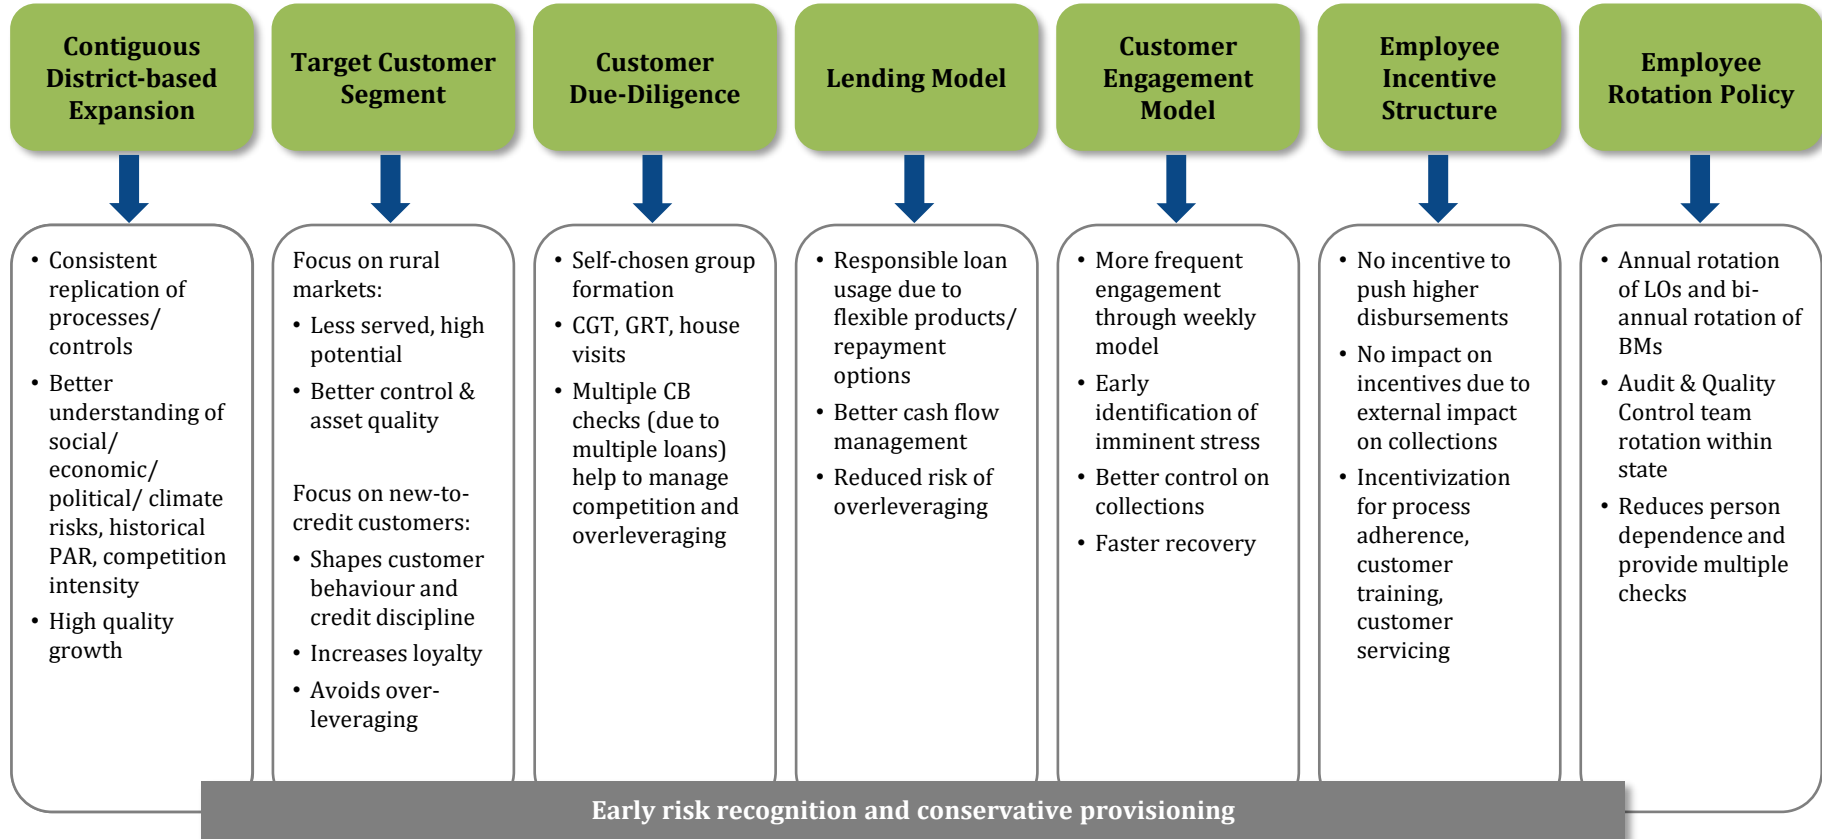 Contiguous
District-based
Expansion
Target Customer
Segment
Customer
Due-Diligence
Lending Model
Customer
Engagement
Model
Employee
Incentive
Structure
Employee
Rotation Policy
• Consistent
replication of
processes/
controls
• Better
understanding of
social/
economic/
political/ climate
risks, historical
PAR, competition
intensity
• High quality
growth
Focus on rural
markets:
• Less served, high
potential
• Better control &
asset quality
Focus on new-to-
credit customers:
• Shapes customer
behaviour and
credit discipline
• Increases loyalty
• Avoids over-
leveraging
• Self-chosen group
formation
• CGT, GRT, house
visits
• Multiple CB
checks (due to
multiple loans)
help to manage
competition and
overleveraging
• Responsible loan
usage due to
flexible products/
repayment
options
• Better cash flow
management
• Reduced risk of
overleveraging
• More frequent
engagement
through weekly
model
• Early
identification of
imminent stress
• Better control on
collections
• Faster recovery
• No incentive to
push higher
disbursements
• No impact on
incentives due to
external impact
on collections
• Incentivization
for process
adherence,
customer
training,
customer
servicing
• Annual rotation
of LOs and bi-
annual rotation of
BMs
• Audit & Quality
Control team
rotation within
state
• Reduces person
dependence and
provide multiple
checks
Early risk recognition and conservative provisioning